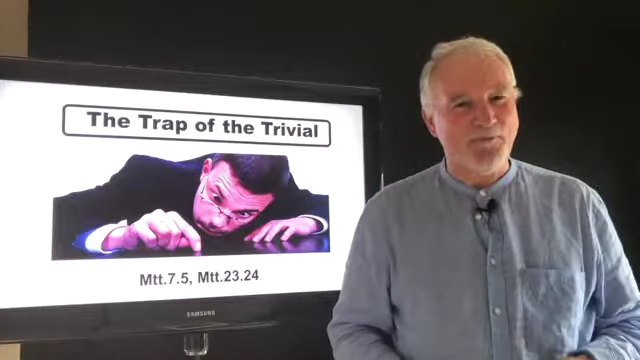 The Trap of the Trivial
Mtt.7.5, Mtt.23.24.
SAMSUNG